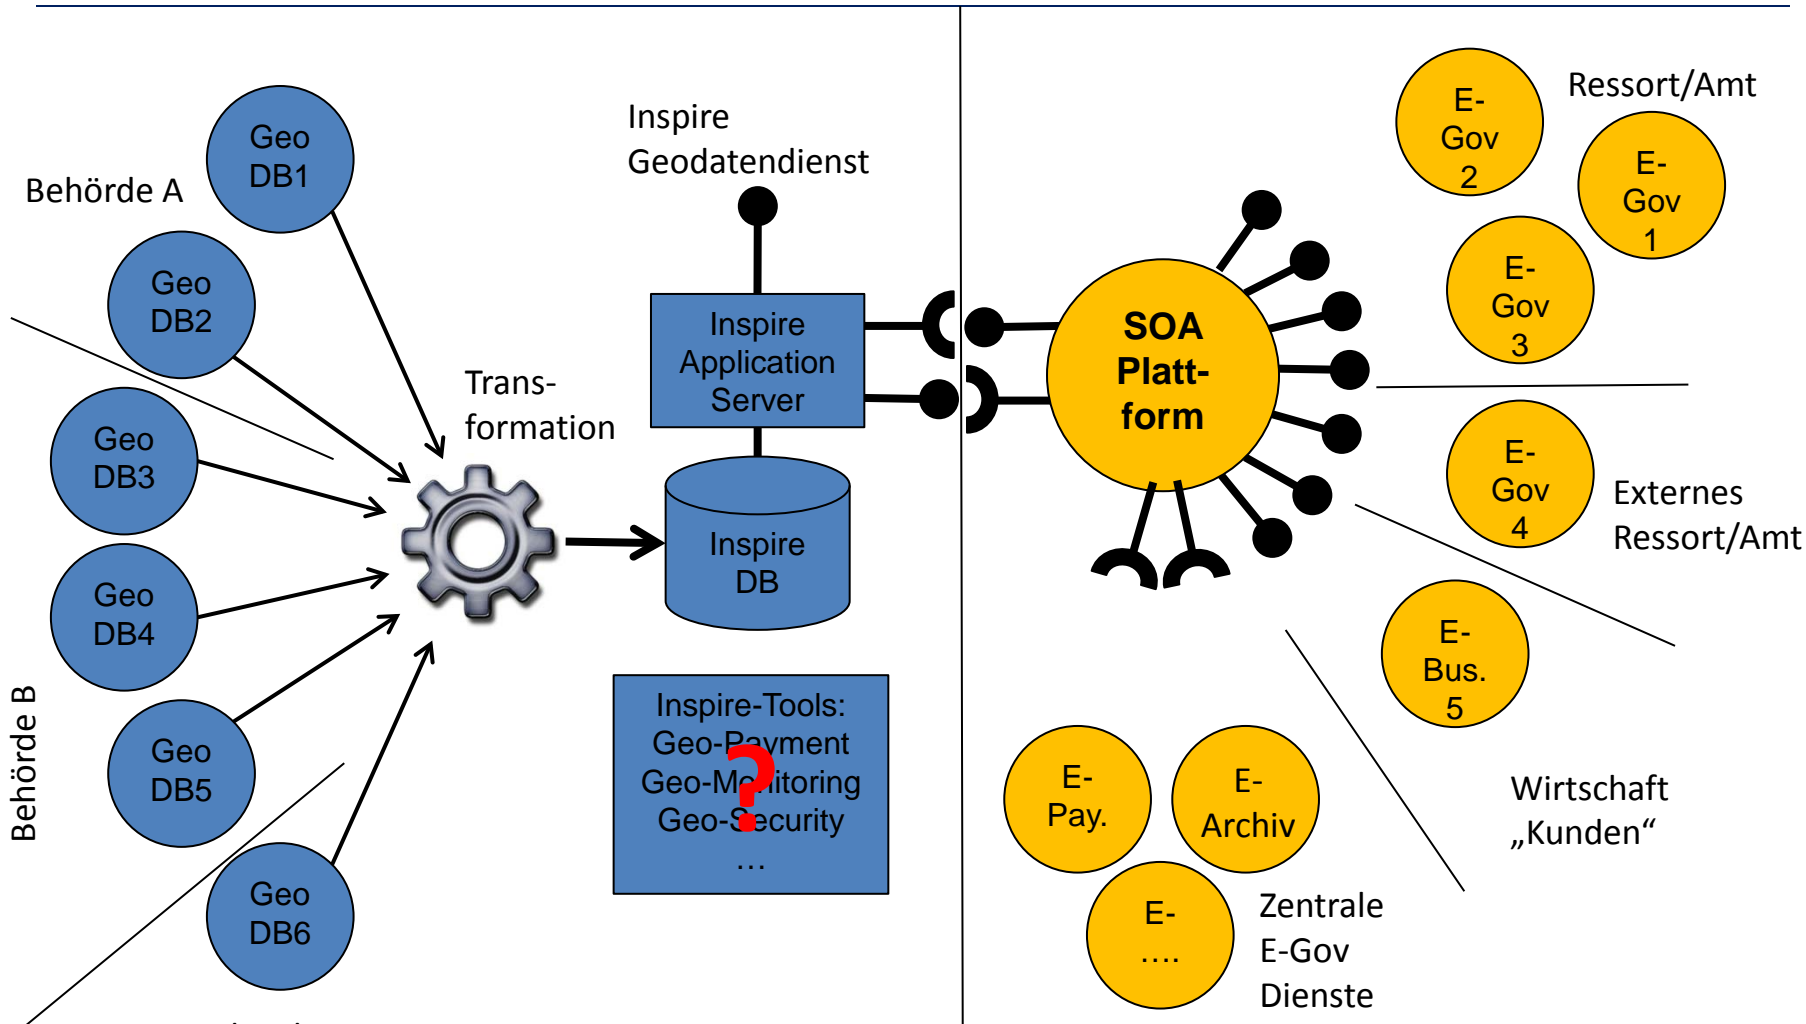 Geo
DB1
Behörde A
Geo
DB2
Geo
DB3
Geo
DB4
Behörde B
Geo
DB5
Geo
DB6
Trans-
formation
Inspire
Geodatendienst
Inspire
Application
Server
Inspire
DB
Inspire-Tools:
Geo-Payment
Geo-Monitoring
Geo-Security
…
?
SOA
Platt-
form
Ressort/Amt
E-
Gov
2
E-
Gov
1
E-
Gov
3
E-
Gov
4
Externes
Ressort/Amt
E-
Bus.
5
Wirtschaft
„Kunden“
E-
Pay.
E-
Archiv
E-
….
Zentrale
E-Gov
Dienste